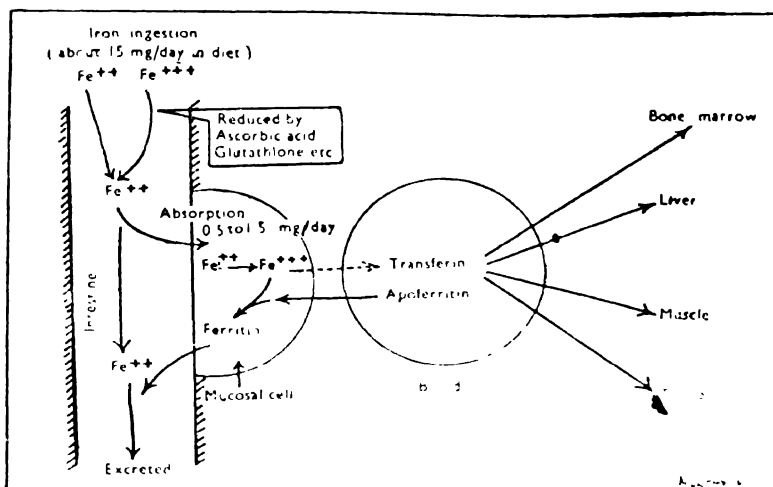 Iron ingestion
( about 15 mg/day in diet)
Fe++ Fe+++
Reduced by
Ascorbic acid
Glutathione etc
Fe++
Absorption
0.5 to 1.5 mg/day
Fe++ Fe+++
Ferritin
Mucosal cell
Intestine
Fe++
Excreted
Transferin
Apoferritin
Bone marrow
Liver
Muscle